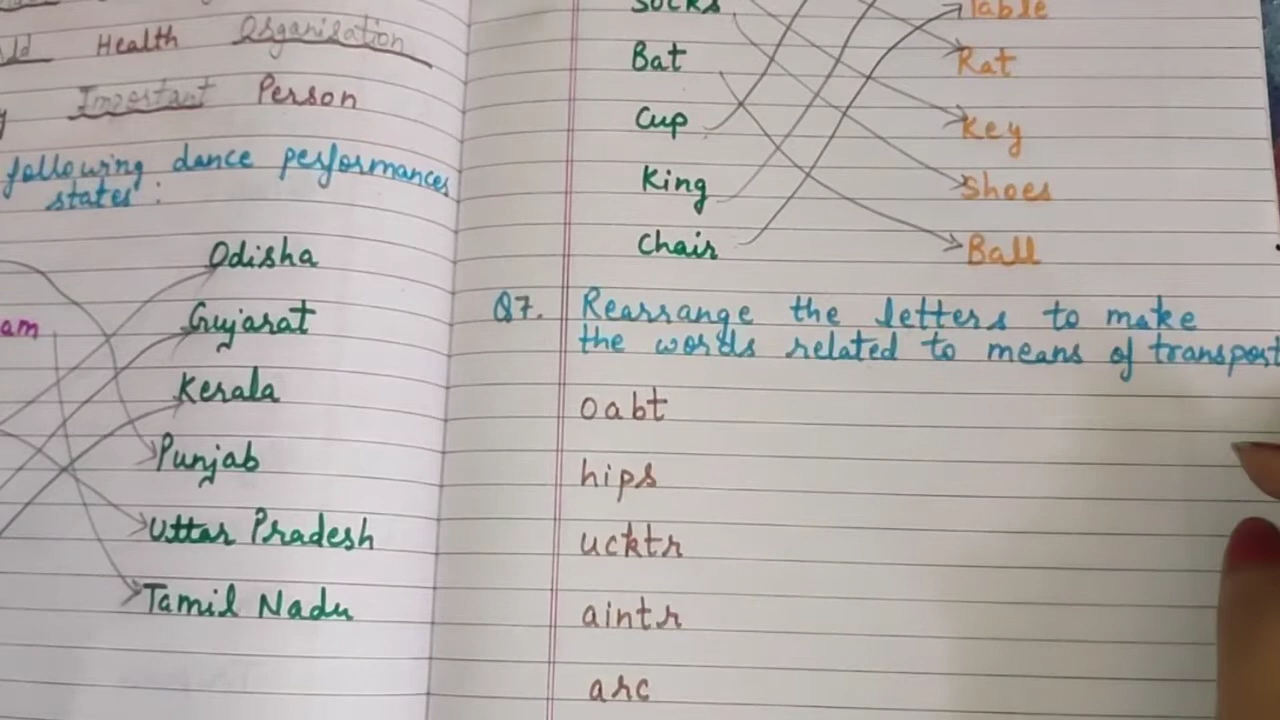 Health Organisation
Important Person
following dance performances
states :
Odisha
am Gujarat
Kerala
Punjab
Uttar Pradesh
Tamil Nadu
Socks Table
Bat Rat
Cup Key
King Shoes
Chair Ball
Q7. Rearrange the letters to make
the words related to means of transport
oabt
hips
ucktr
aintr
arc